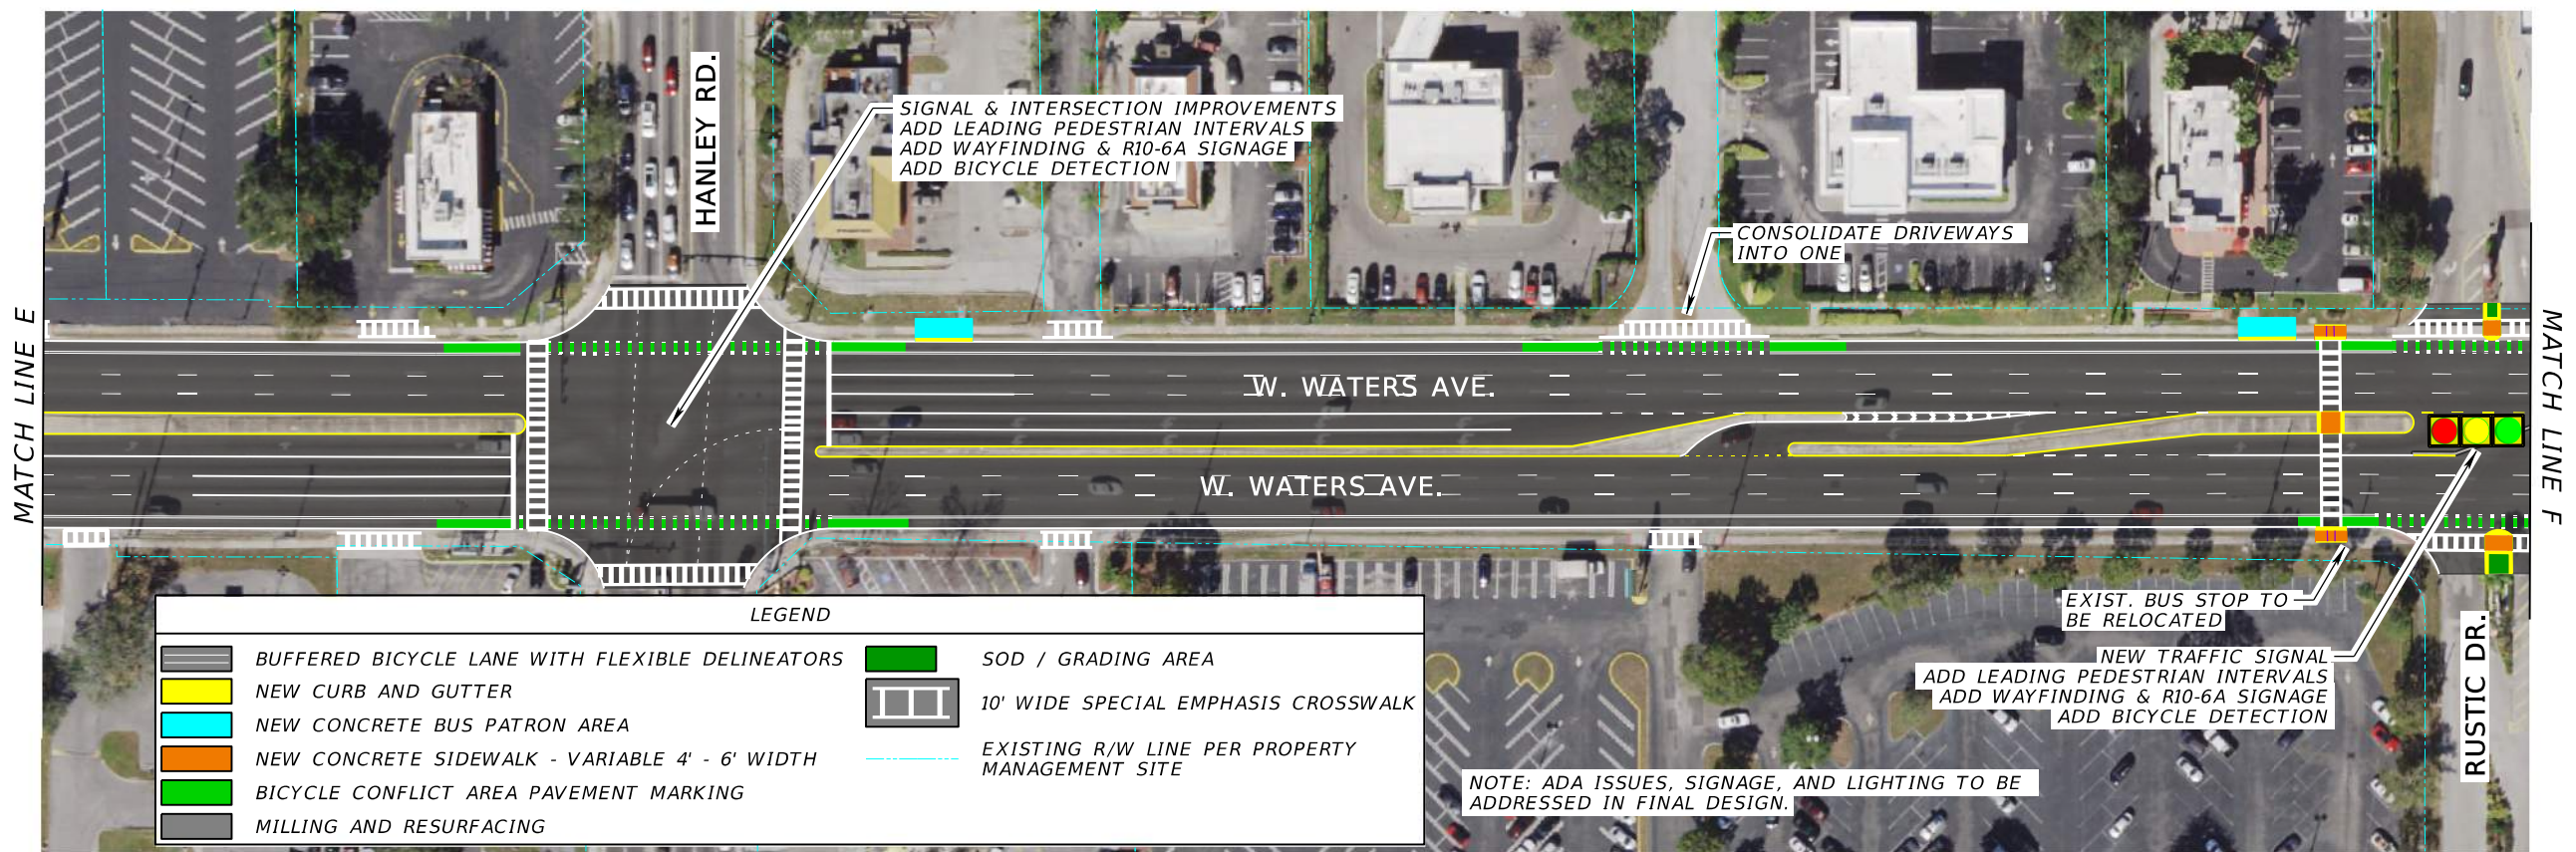 MATCH LINE E
HANLEY RD.
SIGNAL & INTERSECTION IMPROVEMENTS
ADD LEADING PEDESTRIAN INTERVALS
ADD WAYFINDING & R10-6A SIGNAGE
ADD BICYCLE DETECTION
CONSOLIDATE DRIVEWAYS
INTO ONE
W. WATERS AVE.
W. WATERS AVE.
MATCH LINE F
EXIST. BUS STOP TO
BE RELOCATED
NEW TRAFFIC SIGNAL
ADD LEADING PEDESTRIAN INTERVALS
ADD WAYFINDING & R10-6A SIGNAGE
ADD BICYCLE DETECTION
RUSTIC DR.
LEGEND
BUFFERED BICYCLE LANE WITH FLEXIBLE DELINEATORS
NEW CURB AND GUTTER
NEW CONCRETE BUS PATRON AREA
NEW CONCRETE SIDEWALK - VARIABLE 4' - 6' WIDTH
BICYCLE CONFLICT AREA PAVEMENT MARKING
MILLING AND RESURFACING
SOD / GRADING AREA
10' WIDE SPECIAL EMPHASIS CROSSWALK
EXISTING R/W LINE PER PROPERTY
MANAGEMENT SITE
NOTE: ADA ISSUES, SIGNAGE, AND LIGHTING TO BE
ADDRESSED IN FINAL DESIGN.